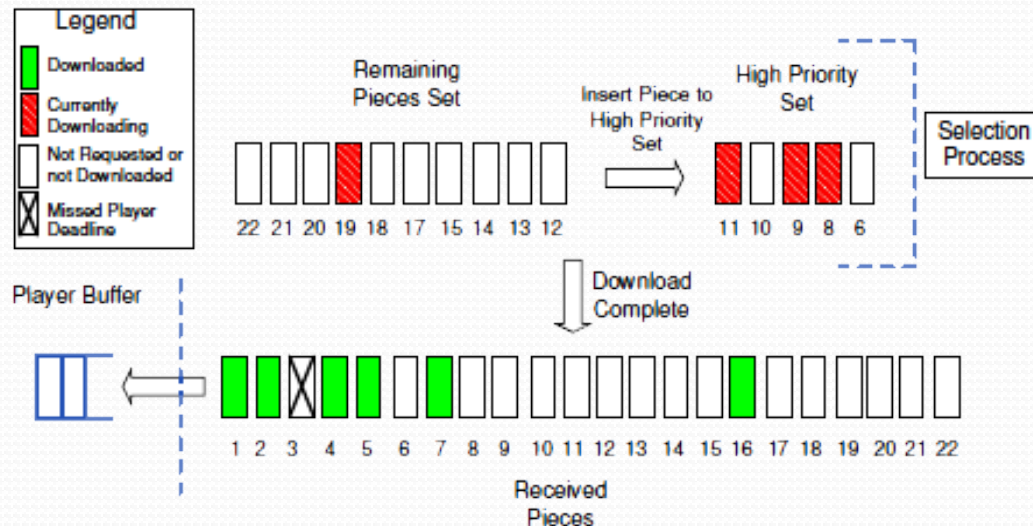 Legend
Downloaded
Currently
Downloading
Not Requested or
not Downloaded
Missed Player
Deadline
Remaining
Pieces Set
22 21 20 19 18 17 15 14 13 12
Insert Piece to
High Priority
Set
High Priority
Set
11 10 9 8 6
Selection
Process
Download
Complete
Player Buffer
1 2 3 4 5 6 7 8 9 10 11 12 13 14 15 16 17 18 19 20 21 22
Received
Pieces